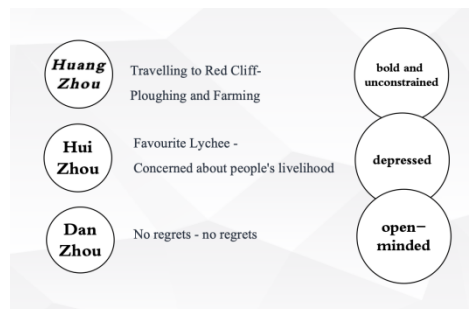 Huang
Zhou
Travelling to Red Cliff-
Ploughing and Farming
bold and
unconstrained
Hui
Zhou
Favourite Lychee -
Concerned about people's livelihood
depressed
Dan
Zhou
No regrets - no regrets
open-
minded